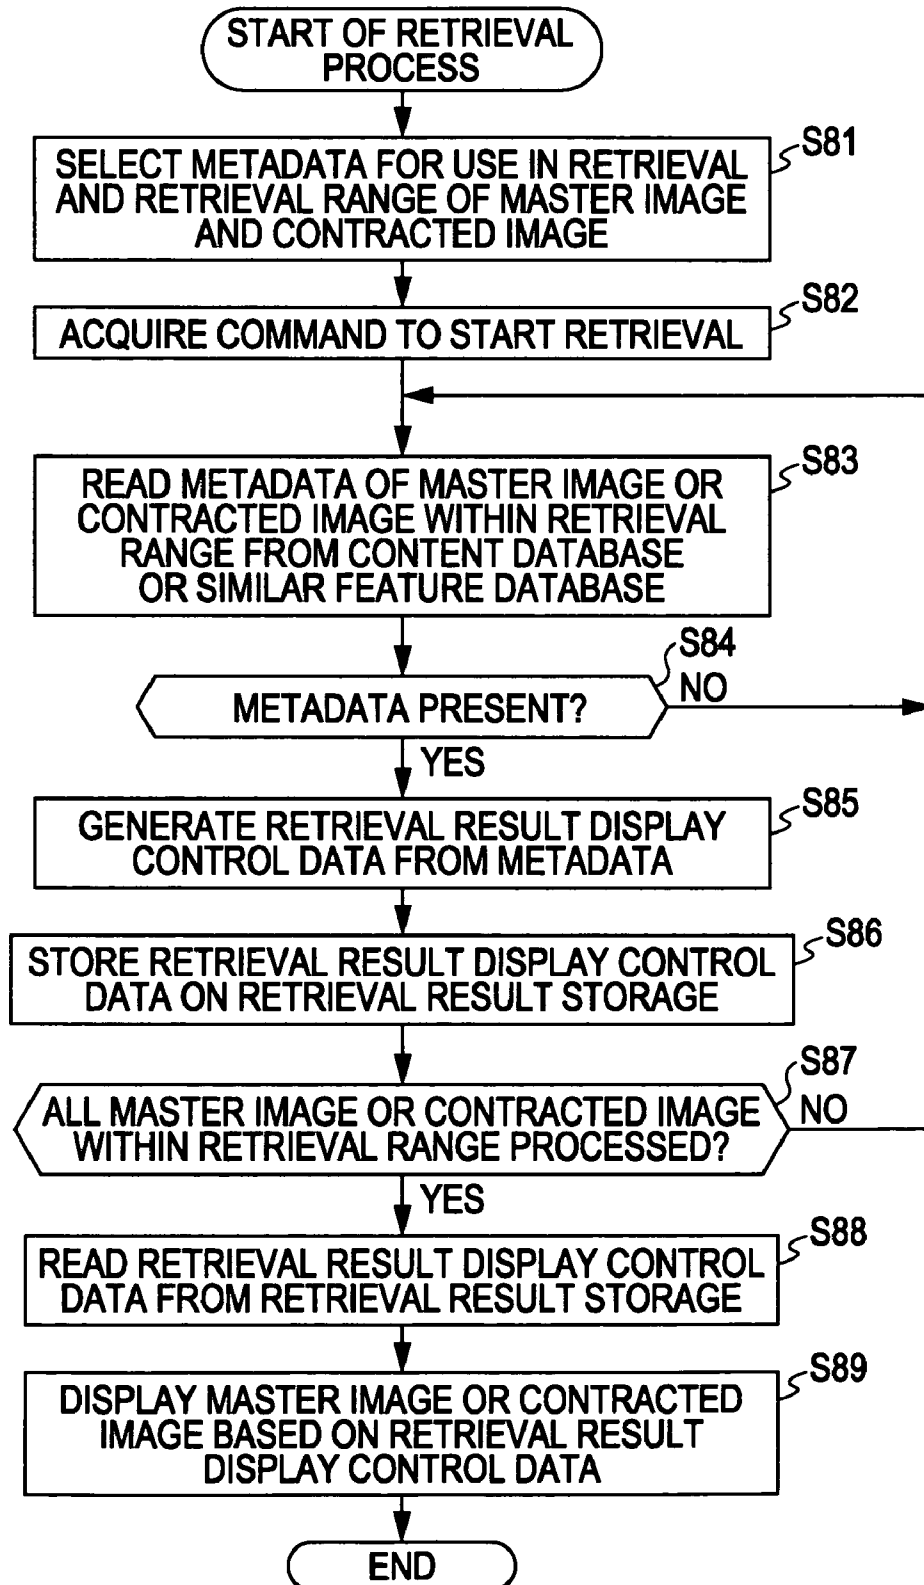 START OF RETRIEVAL
PROCESS
S81
SELECT METADATA FOR USE IN RETRIEVAL
AND RETRIEVAL RANGE OF MASTER IMAGE
AND CONTRACTED IMAGE
S82
ACQUIRE COMMAND TO START RETRIEVAL
S83
READ METADATA OF MASTER IMAGE OR
CONTRACTED IMAGE WITHIN RETRIEVAL
RANGE FROM CONTENT DATABASE
OR SIMILAR FEATURE DATABASE
S84
METADATA PRESENT?
NO
YES
S85
GENERATE RETRIEVAL RESULT DISPLAY
CONTROL DATA FROM METADATA
S86
STORE RETRIEVAL RESULT DISPLAY CONTROL
DATA ON RETRIEVAL RESULT STORAGE
S87
ALL MASTER IMAGE OR CONTRACTED IMAGE
WITHIN RETRIEVAL RANGE PROCESSED?
NO
YES
S88
READ RETRIEVAL RESULT DISPLAY CONTROL
DATA FROM RETRIEVAL RESULT STORAGE
S89
DISPLAY MASTER IMAGE OR CONTRACTED
IMAGE BASED ON RETRIEVAL RESULT
DISPLAY CONTROL DATA
END